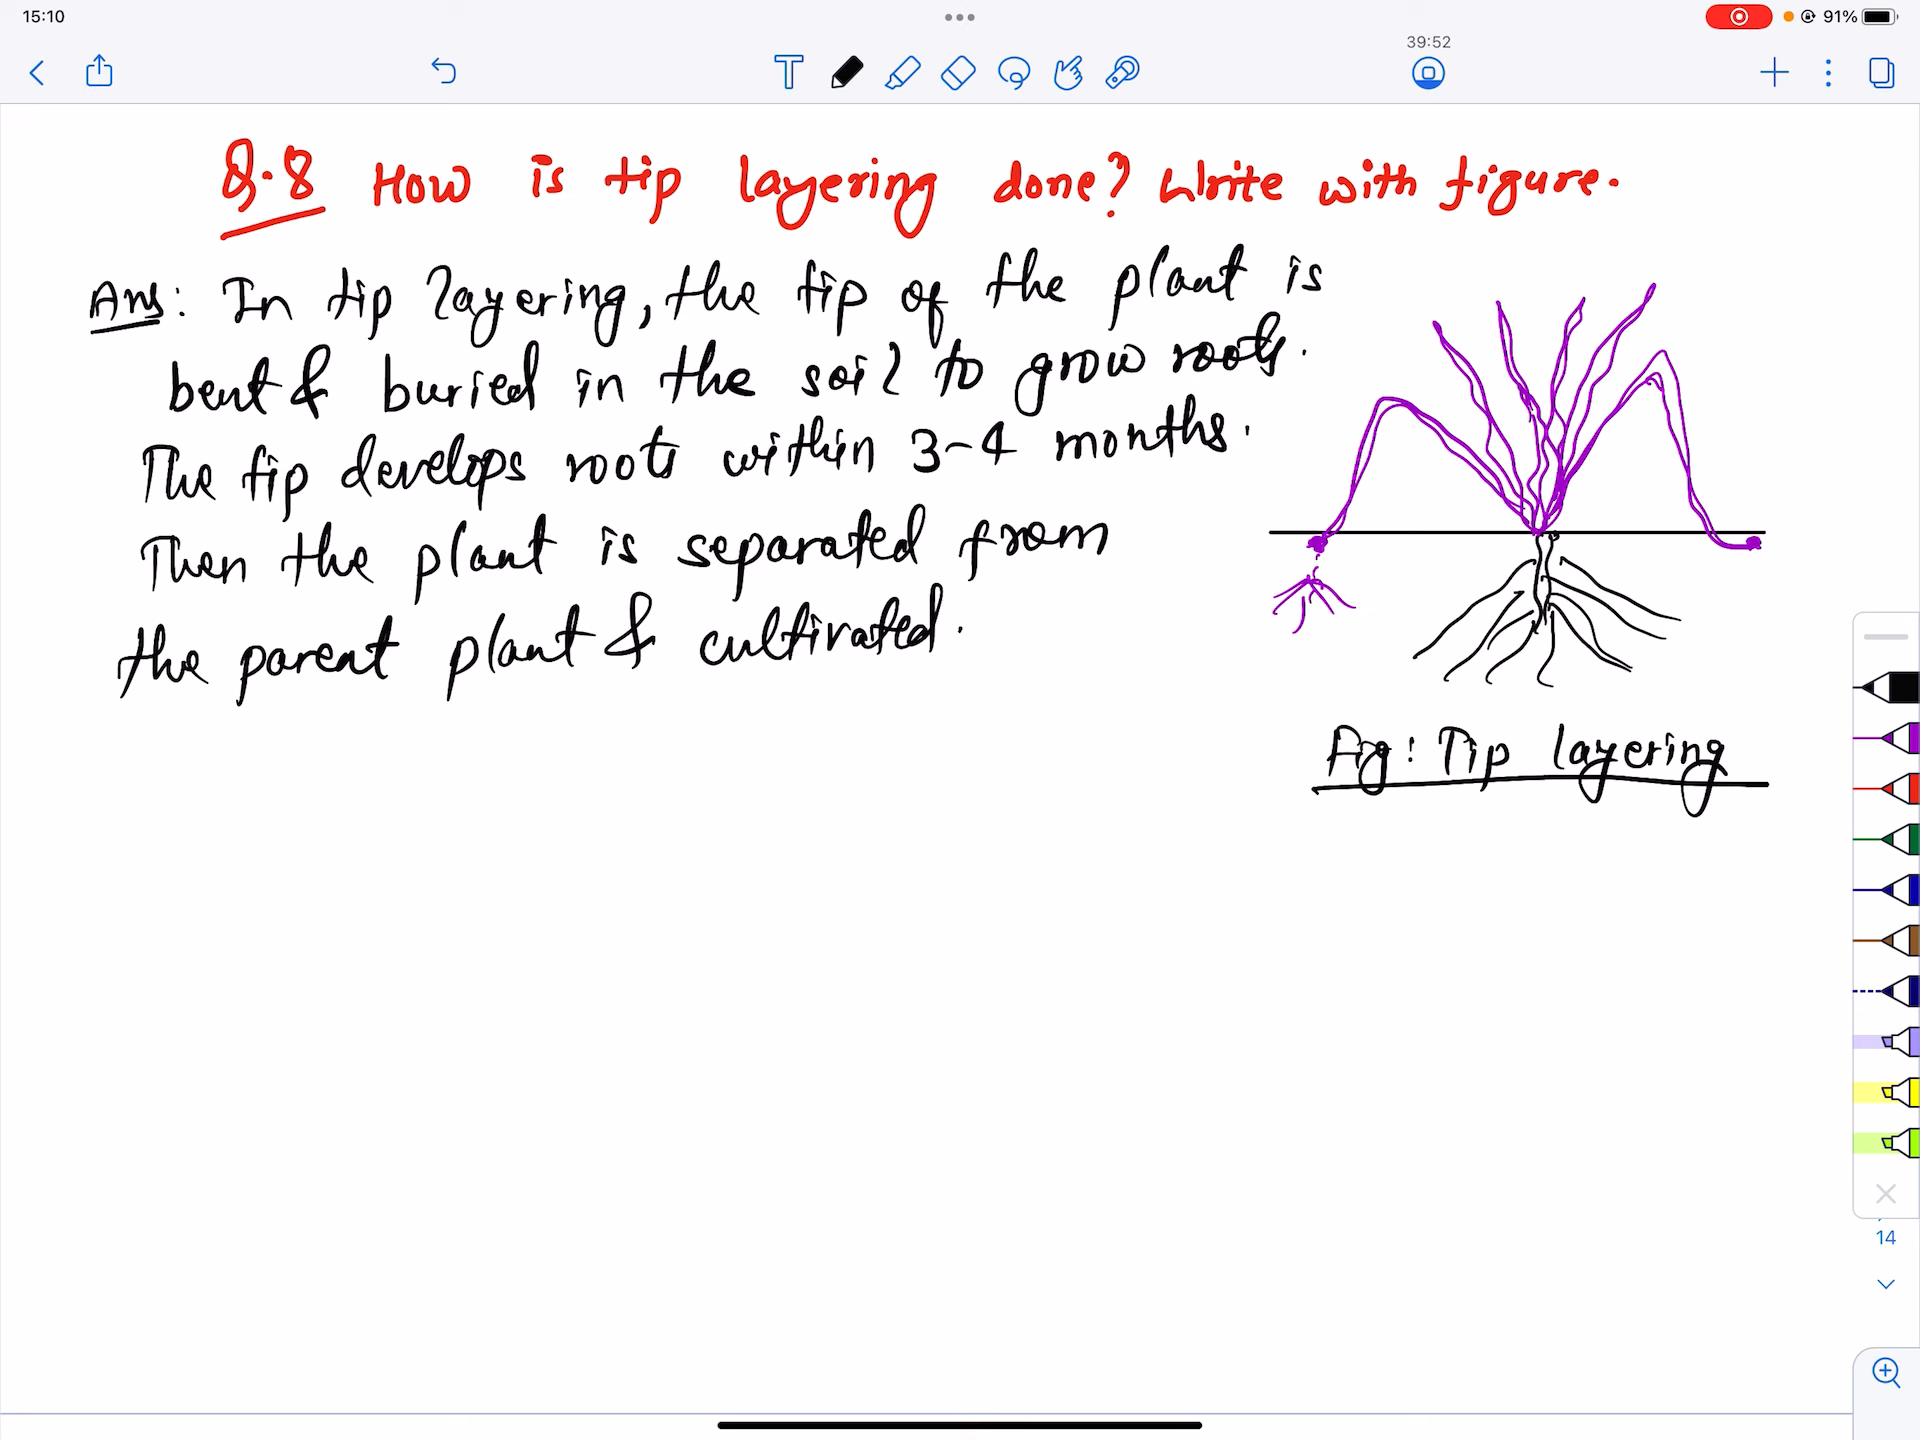 15:10
91%
39:52
Q.8 How is tip layering done? Write with figure.
Ans: In tip layering, the tip of the plant is
bent & buried in the soil to grow roots.
The tip develops roots within 3-4 months.
Then the plant is separated from
the parent plant & cultivated.
Fig: Tip layering
14